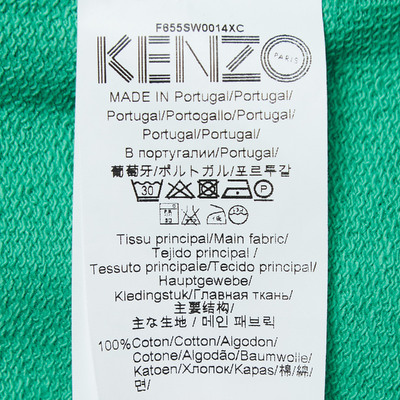 F655SW0014XC
KENZO
PARIS
MADE IN Portugal/Portugal/
Portugal/Portogallo/Portugal/
Portugal/Portugal/
В португалии/Portugal/
葡萄牙/ポルトガル/포르투갈/
30 P
Tissu principal/Main fabric/
Tejido principal /
Tessuto principale/Tecido principal/
Hauptgewebe/
Kledingstuk/Главная ткань/
主要结构/
主な生地 / 메인 패브릭
100%Coton/Cotton/Algodon/
Cotone/Algodão/Baumwolle/
Katoen/Хлопок/Kapas/棉/綿/
면/